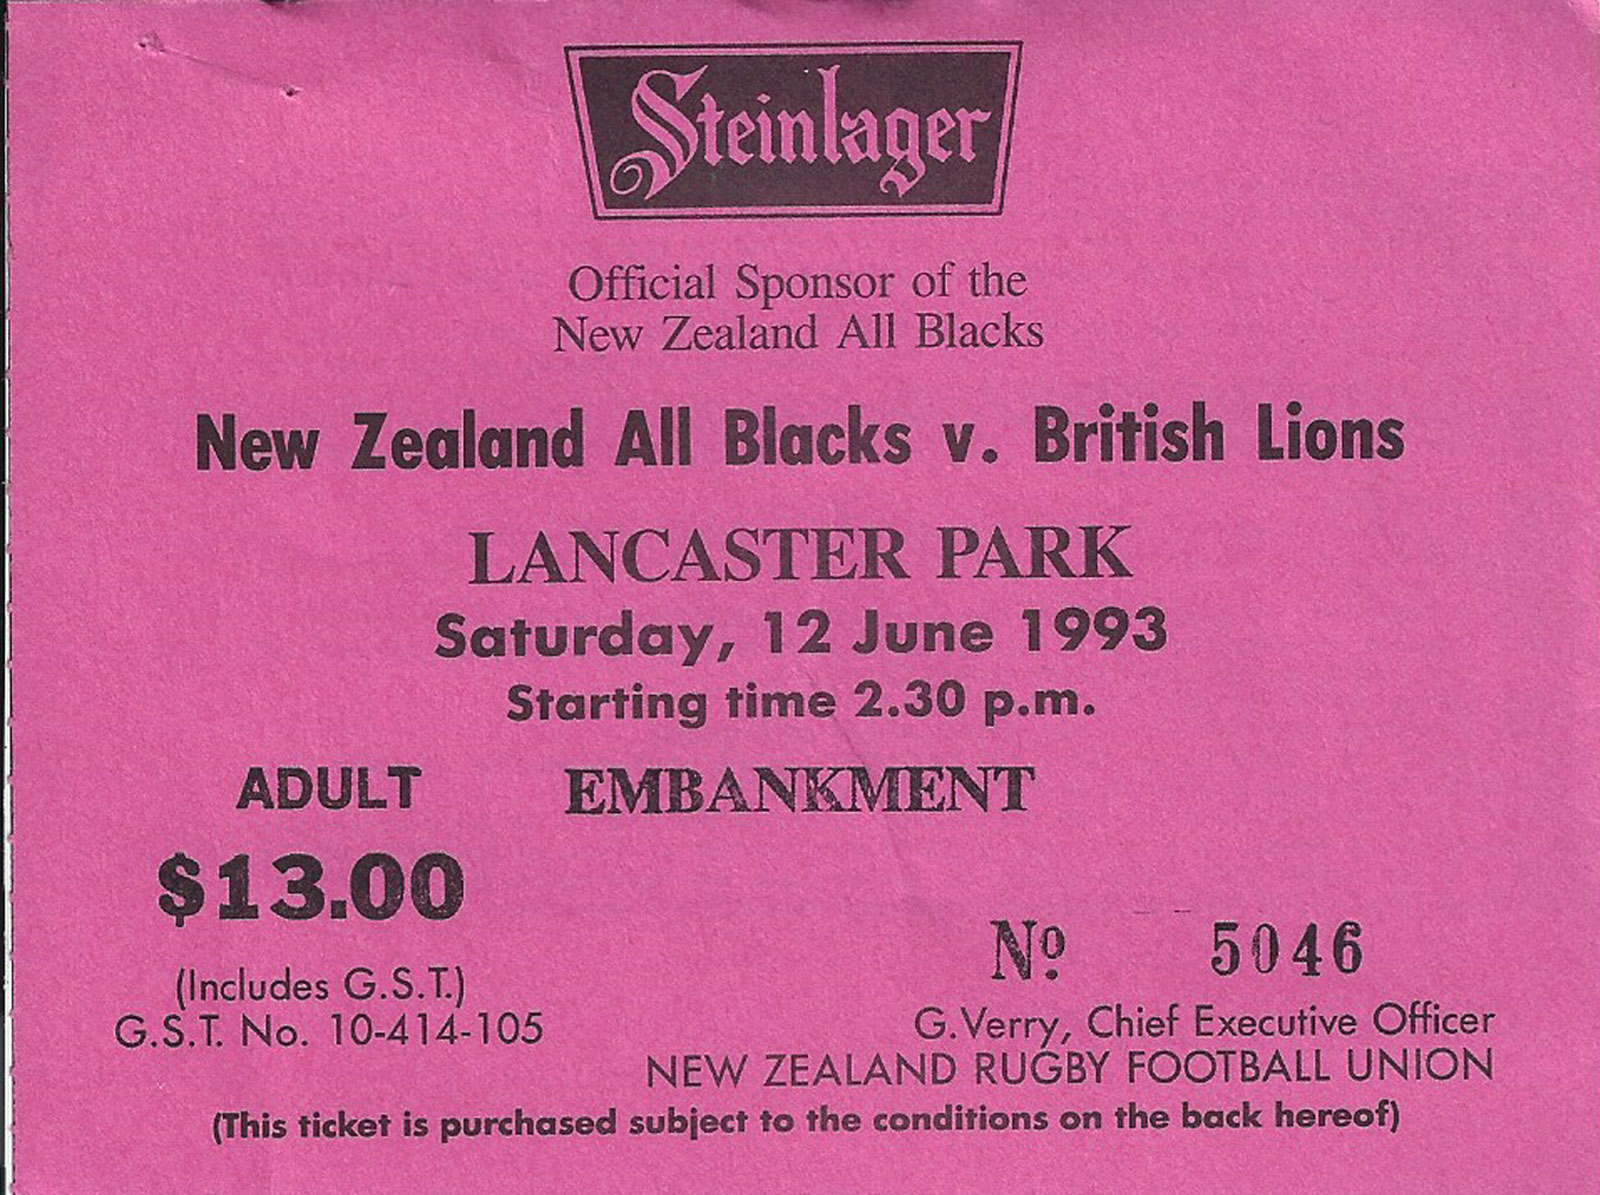 Steinlager
Official Sponsor of the
New Zealand All Blacks
New Zealand All Blacks v. British Lions
LANCASTER PARK
Saturday, 12 June 1993
Starting time 2.30 p.m.
ADULT EMBANKMENT
$13.00
(Includes G.S.T.)
G.S.T. No. 10-414-105
Nº 5046
G.Verry, Chief Executive Officer
NEW ZEALAND RUGBY FOOTBALL UNION
(This ticket is purchased subject to the conditions on the back hereof)